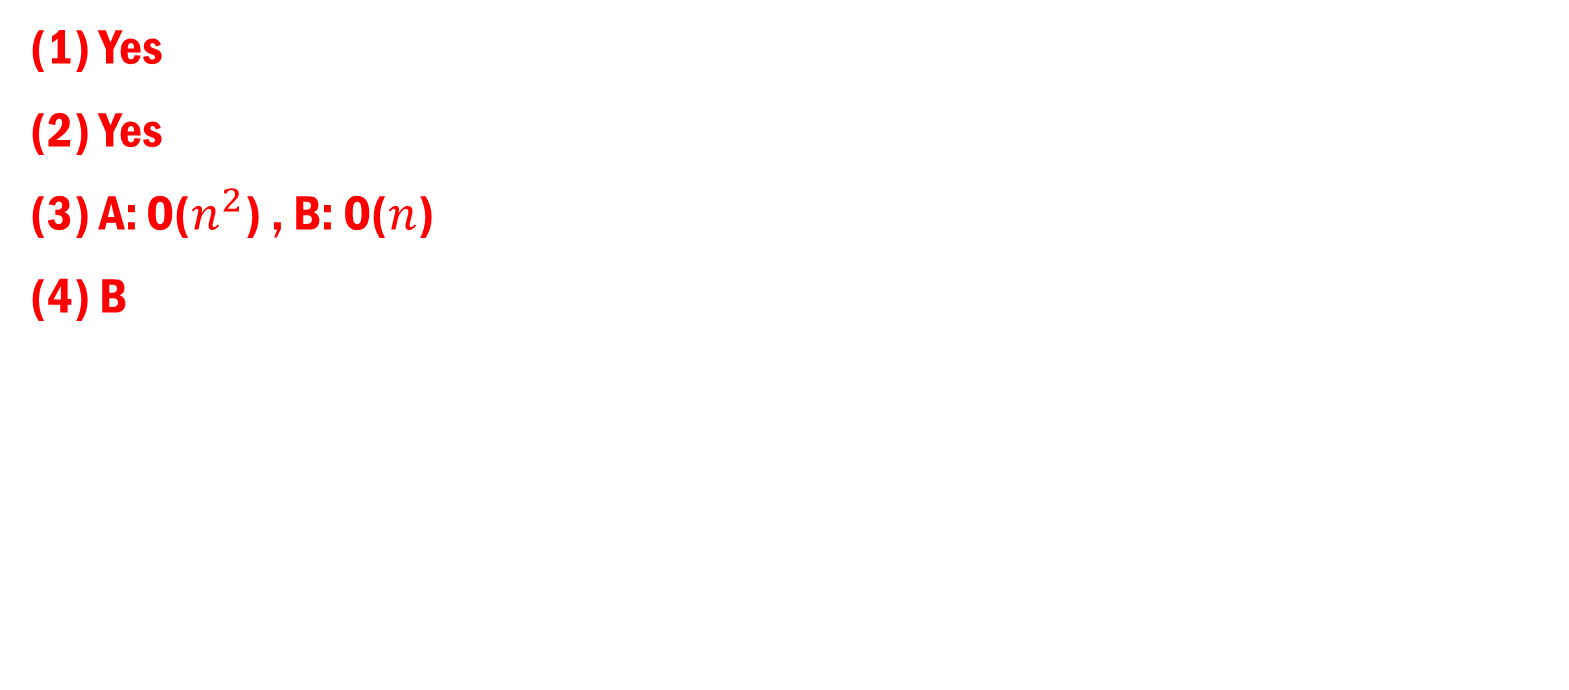 (1) Yes
(2) Yes
(3) A: O(𝑛²) , B: O(𝑛)
(4) B